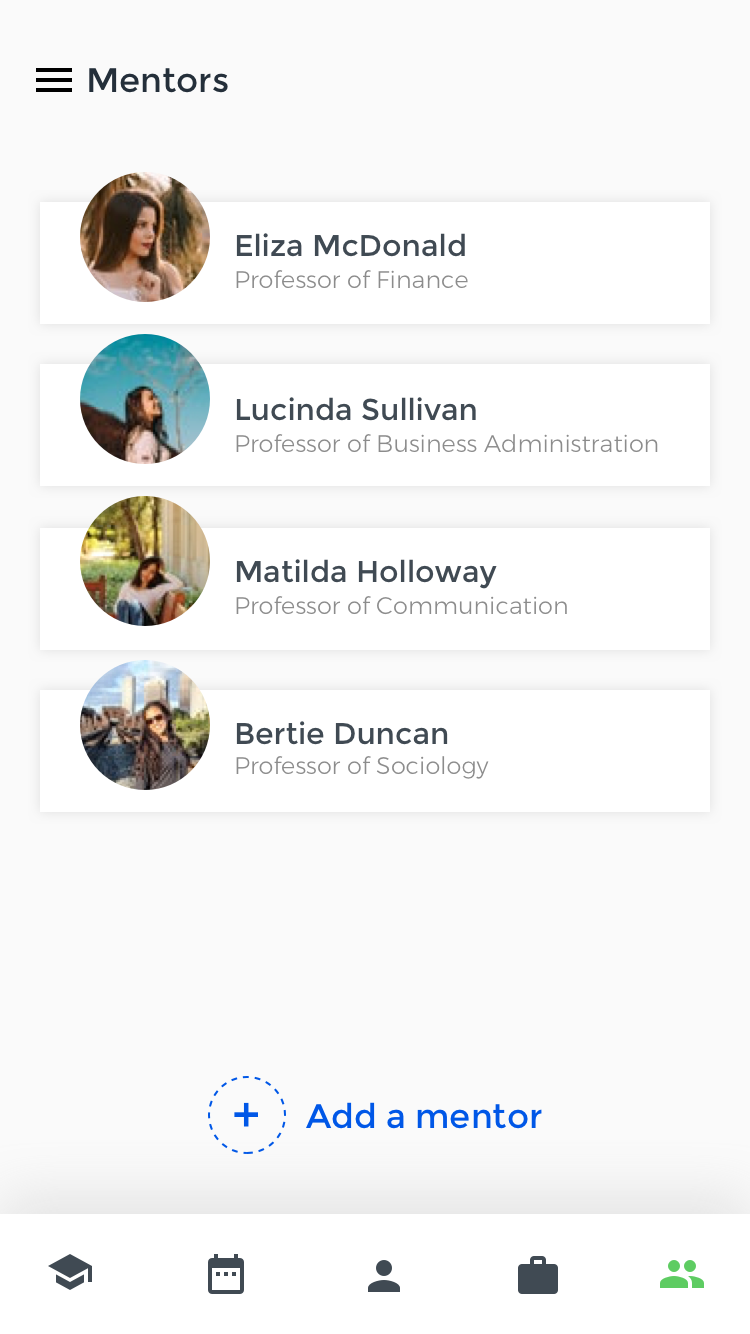 Mentors
Eliza McDonald
Professor of Finance
Lucinda Sullivan
Professor of Business Administration
Matilda Holloway
Professor of Communication
Bertie Duncan
Professor of Sociology
+ Add a mentor